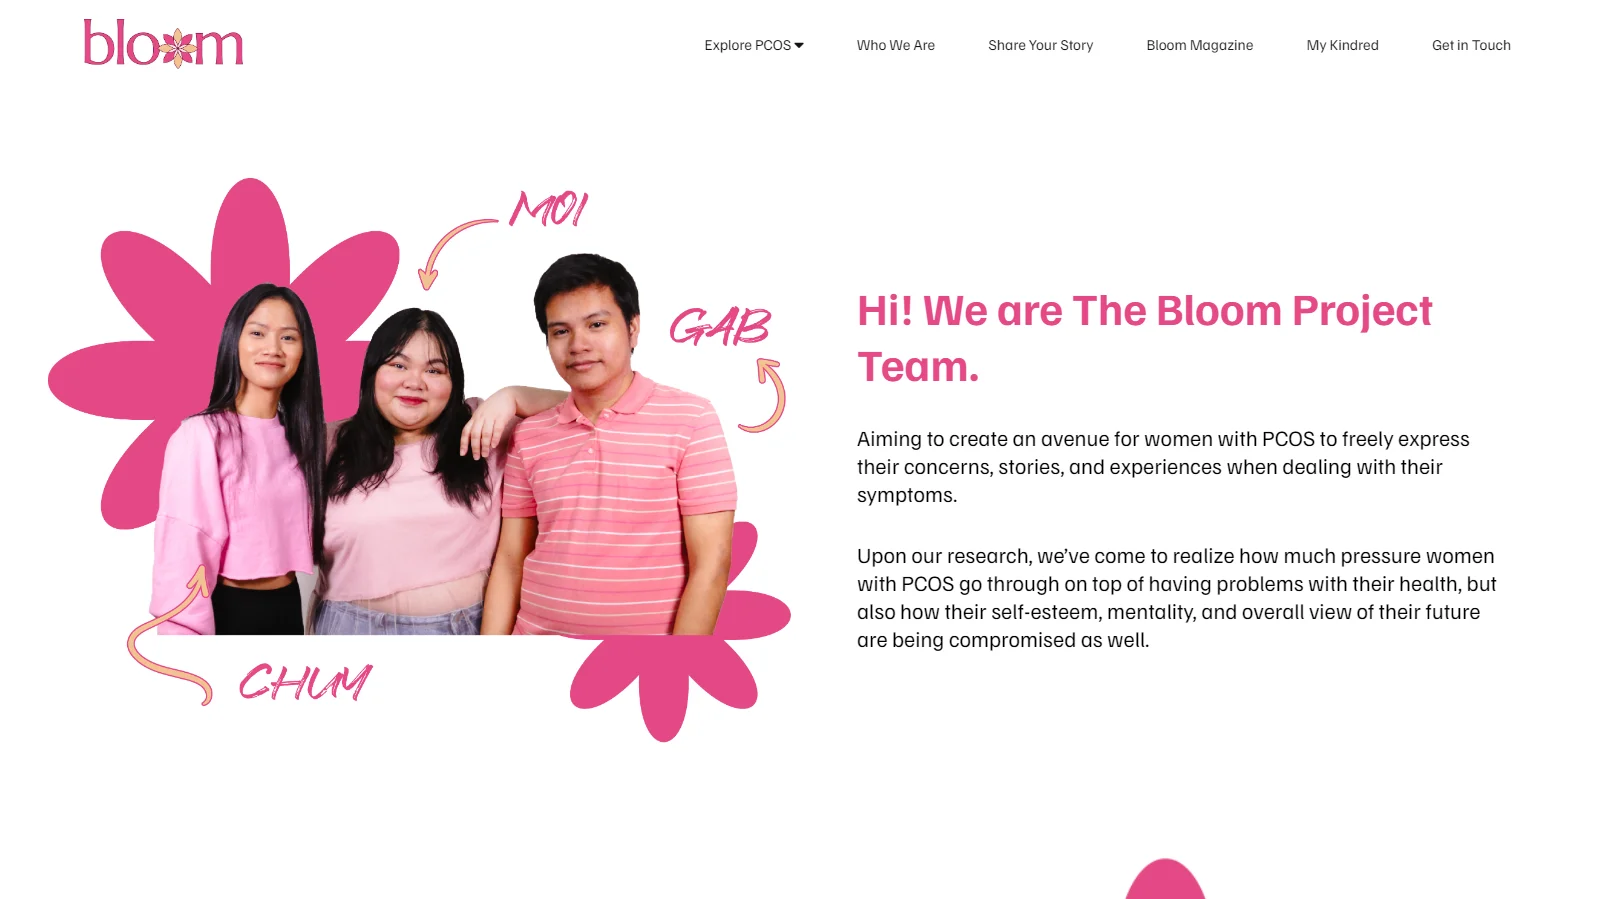 bloom
Explore PCOS
Who We Are
Share Your Story
Bloom Magazine
My Kindred
Get in Touch
MOI
GAB
CHUM
Hi! We are The Bloom Project
Team.
Aiming to create an avenue for women with PCOS to freely express
their concerns, stories, and experiences when dealing with their
symptoms.
Upon our research, we’ve come to realize how much pressure women
with PCOS go through on top of having problems with their health, but
also how their self-esteem, mentality, and overall view of their future
are being compromised as well.